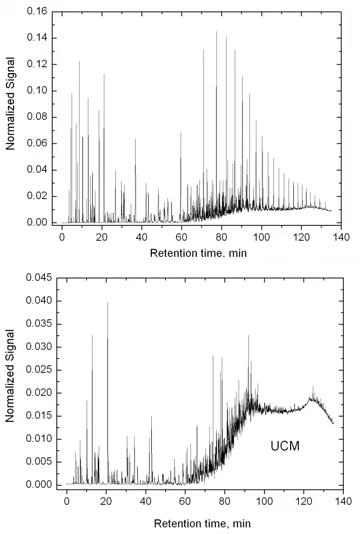 0.16
0.14
0.12
0.10
0.08
0.06
0.04
0.02
0.00
Normalized Signal
0 20 40 60 80 100 120 140
Retention time, min
0.045
0.040
0.035
0.030
0.025
0.020
0.015
0.010
0.005
0.000
Normalized Signal
UCM
0 20 40 60 80 100 120 140
Retention time, min